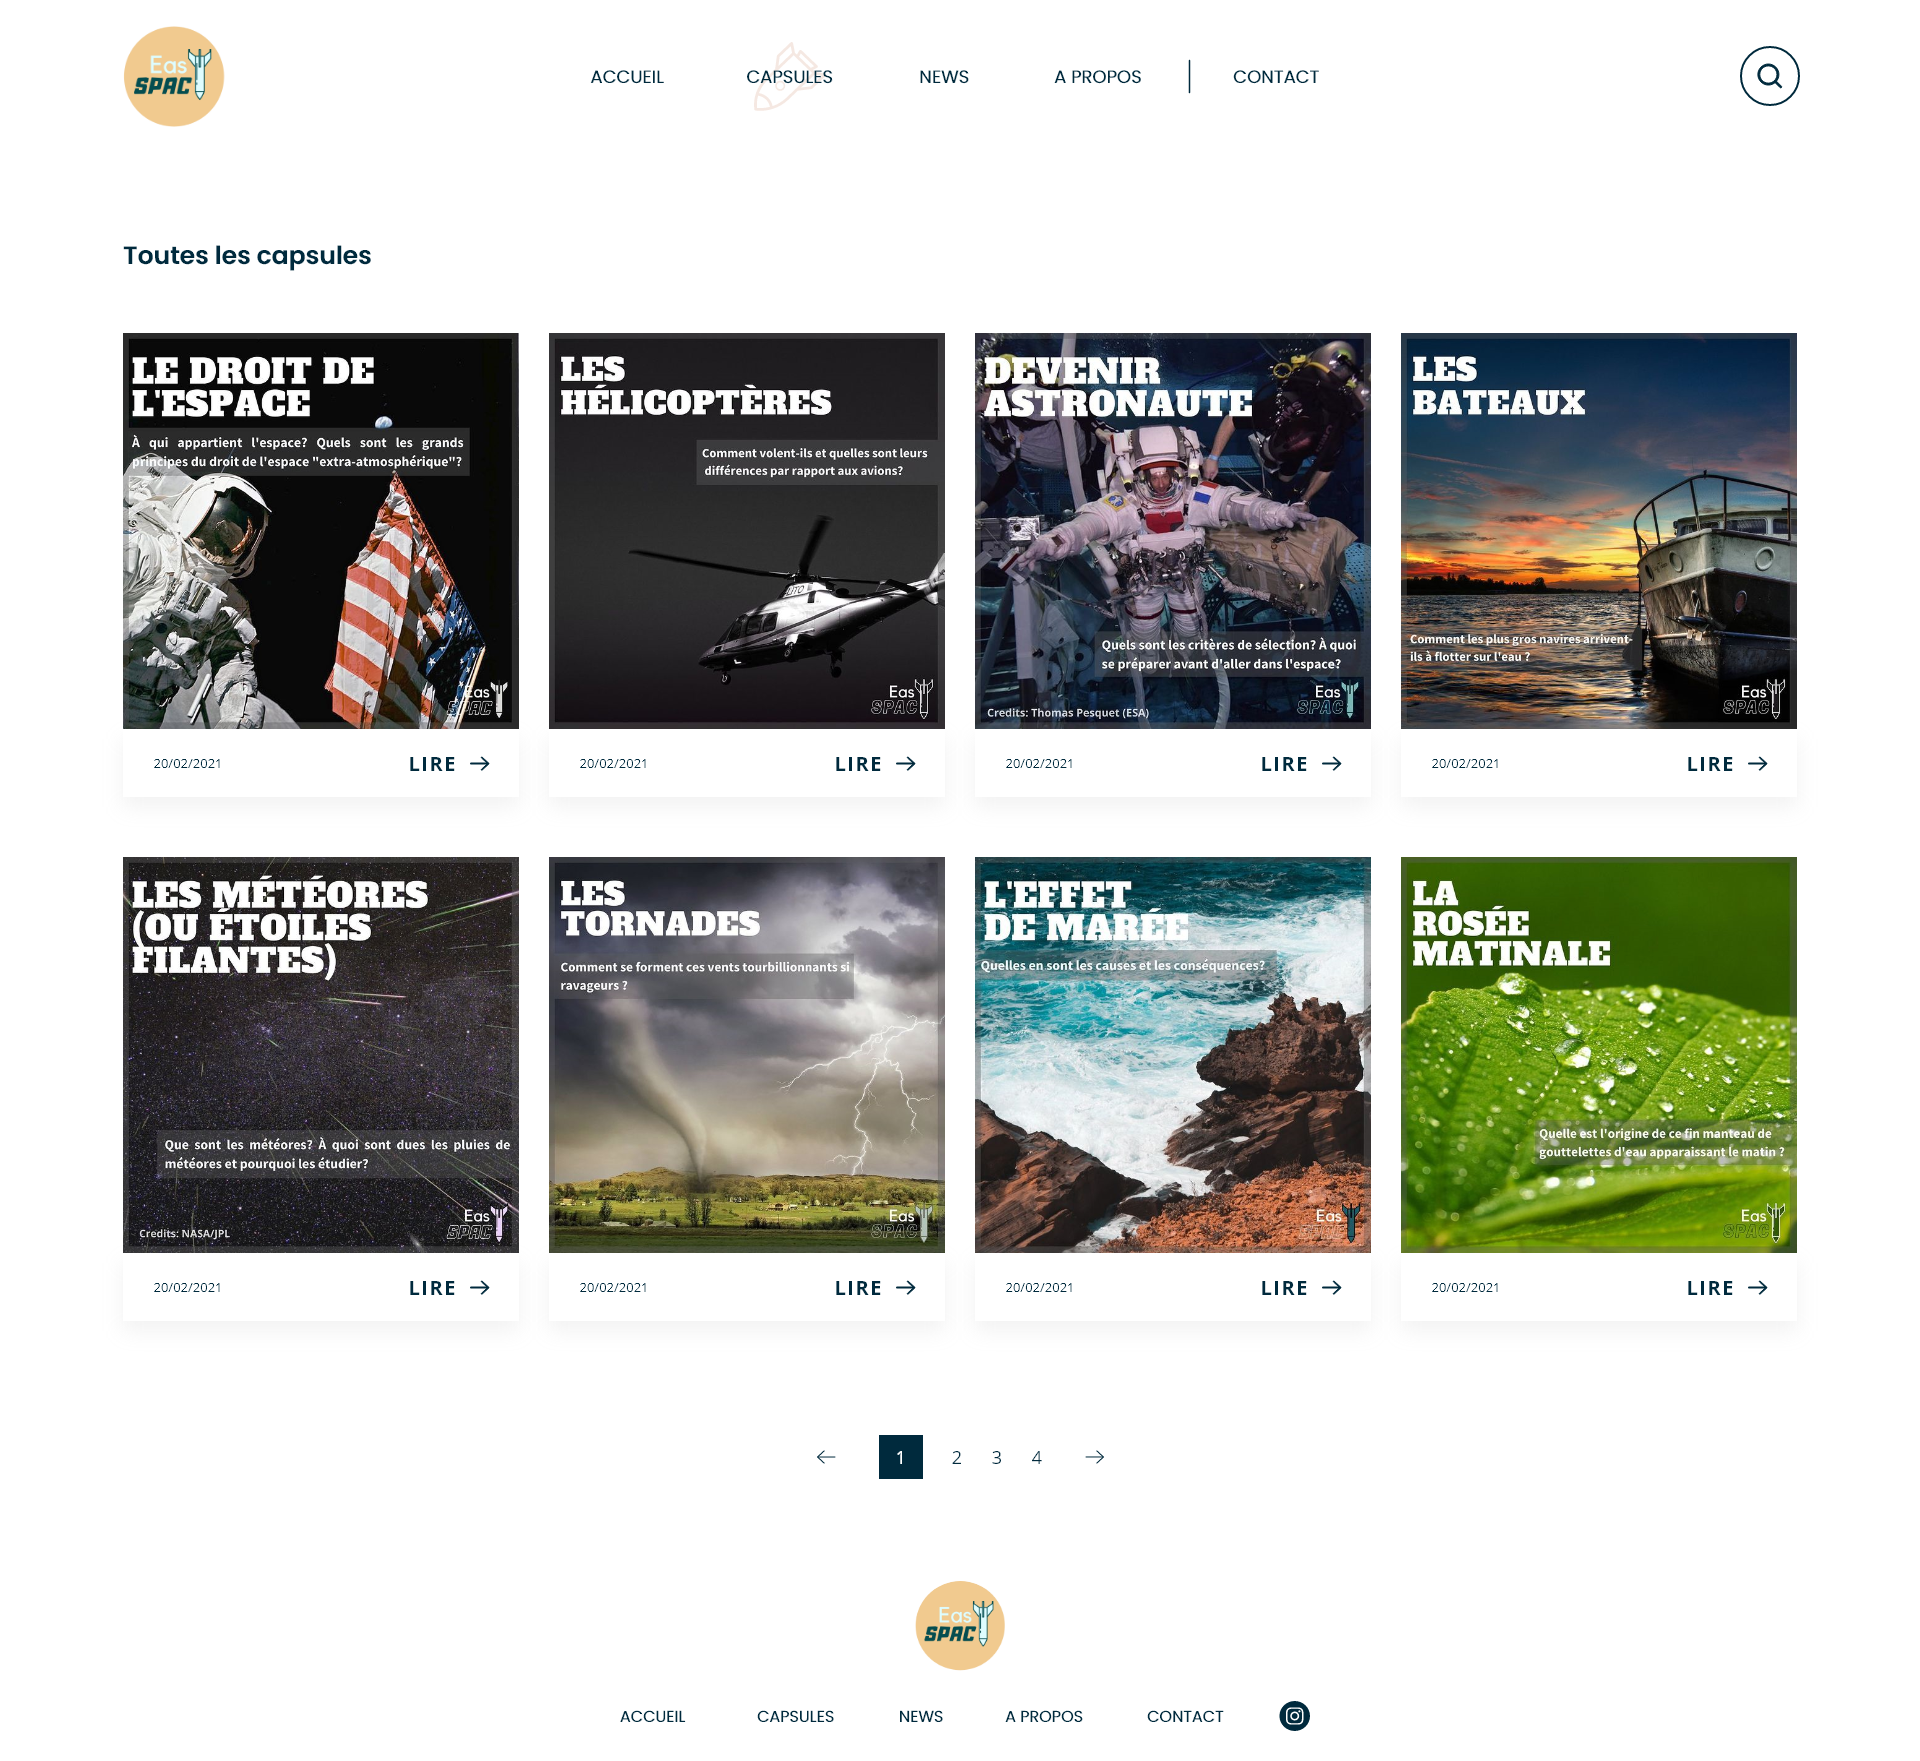 Eas
SPAC
ACCUEIL
CAPSULES
NEWS
A PROPOS
CONTACT
Toutes les capsules
LE DROIT DE
L'ESPACE
À qui appartient l'espace? Quels sont les grands
principes du droit de l'espace "extra-atmosphérique"?
Eas
SPAC
20/02/2021
LIRE
LES
HÉLICOPTÈRES
Comment volent-ils et quelles sont leurs
différences par rapport aux avions?
Eas
SPAC
20/02/2021
LIRE
DEVENIR
ASTRONAUTE
Quels sont les critères de sélection? À quoi
se préparer avant d'aller dans l'espace?
Credits: Thomas Pesquet (ESA)
Eas
SPAC
20/02/2021
LIRE
LES
BATEAUX
Comment les plus gros navires arrivent-
ils à flotter sur l'eau ?
Eas
SPAC
20/02/2021
LIRE
LES MÉTÉORES
(OU ÉTOILES
FILANTES)
Que sont les météores? À quoi sont dues les pluies de
météores et pourquoi les étudier?
Credits: NASA/JPL
Eas
SPAC
20/02/2021
LIRE
LES
TORNADES
Comment se forment ces vents tourbillionnants si
ravageurs ?
Eas
SPAC
20/02/2021
LIRE
L'EFFET
DE MARÉE
Quelles en sont les causes et les conséquences?
Eas
SPAC
20/02/2021
LIRE
LA
ROSÉE
MATINALE
Quelle est l'origine de ce fin manteau de
gouttelettes d'eau apparaissant le matin ?
Eas
SPAC
20/02/2021
LIRE
1 2 3 4
Eas
SPAC
ACCUEIL
CAPSULES
NEWS
A PROPOS
CONTACT